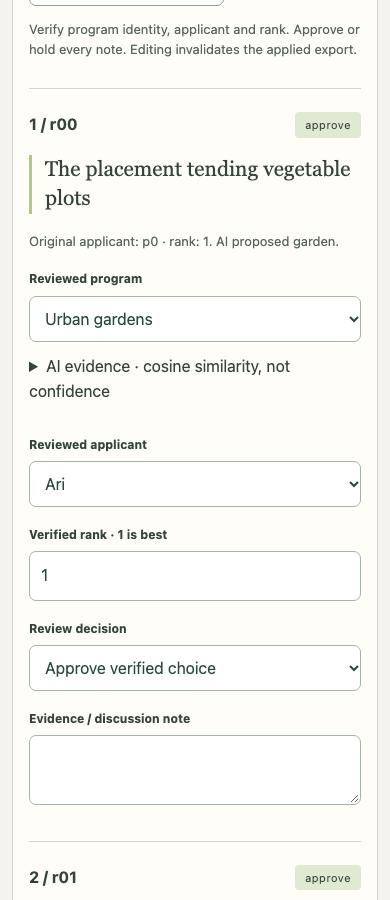 Verify program identity, applicant and rank. Approve or
hold every note. Editing invalidates the applied export.
1 / r00
approve
The placement tending vegetable
plots
Original applicant: p0 · rank: 1. AI proposed garden.
Reviewed program
Urban gardens
AI evidence · cosine similarity, not
confidence
Reviewed applicant
Ari
Verified rank · 1 is best
1
Review decision
Approve verified choice
Evidence / discussion note
2 / r01
approve